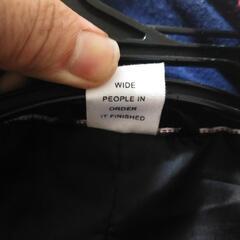 WIDE
PEOPLE IN
ORDER
IT FINISHED